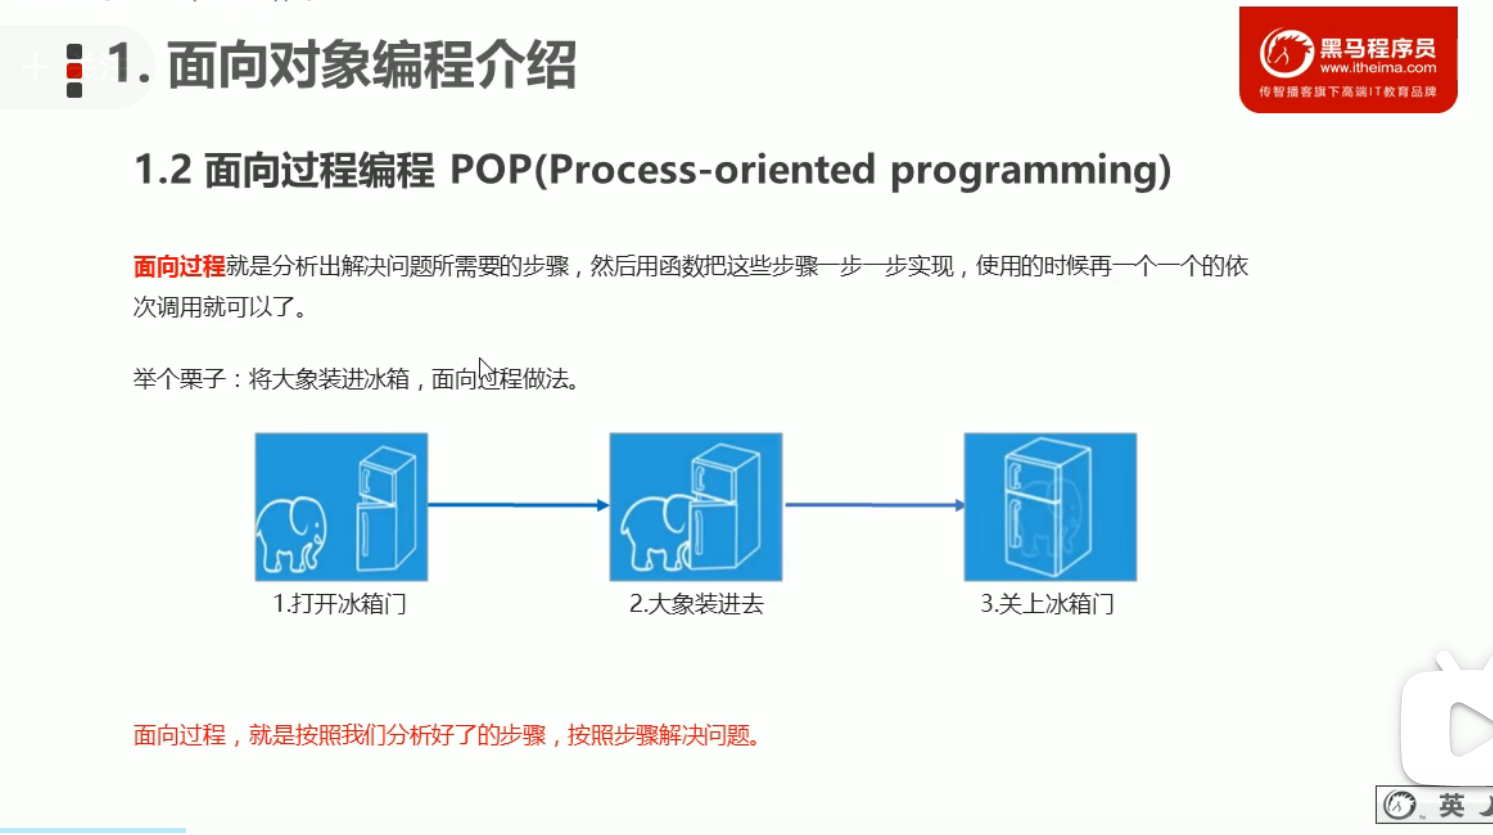 1. 面向对象编程介绍
黑马程序员
www.itheima.com
传智播客旗下高端IT教育品牌
1.2 面向过程编程 POP(Process-oriented programming)
面向过程就是分析出解决问题所需要的步骤，然后用函数把这些步骤一步一步实现，使用的时候再一个一个的依
次调用就可以了。
举个栗子：将大象装进冰箱，面向过程做法。
1.打开冰箱门
2.大象装进去
3.关上冰箱门
面向过程，就是按照我们分析好了的步骤，按照步骤解决问题。
英